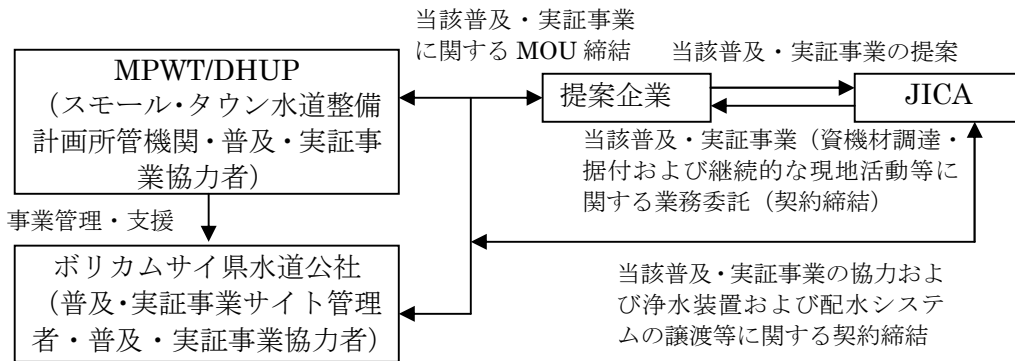 当該普及・実証事業
に関する MOU 締結
当該普及・実証事業の提案
MPWT/DHUP
（スモール・タウン水道整備
計画所管機関・普及・実証事
業協力者）
提案企業
JICA
当該普及・実証事業（資機材調達・
据付および継続的な現地活動等に
関する業務委託（契約締結）
事業管理・支援
ボリカムサイ県水道公社
（普及・実証事業サイト管理
者・普及・実証事業協力者）
当該普及・実証事業の協力およ
び浄水装置および配水システ
ムの譲渡等に関する契約締結